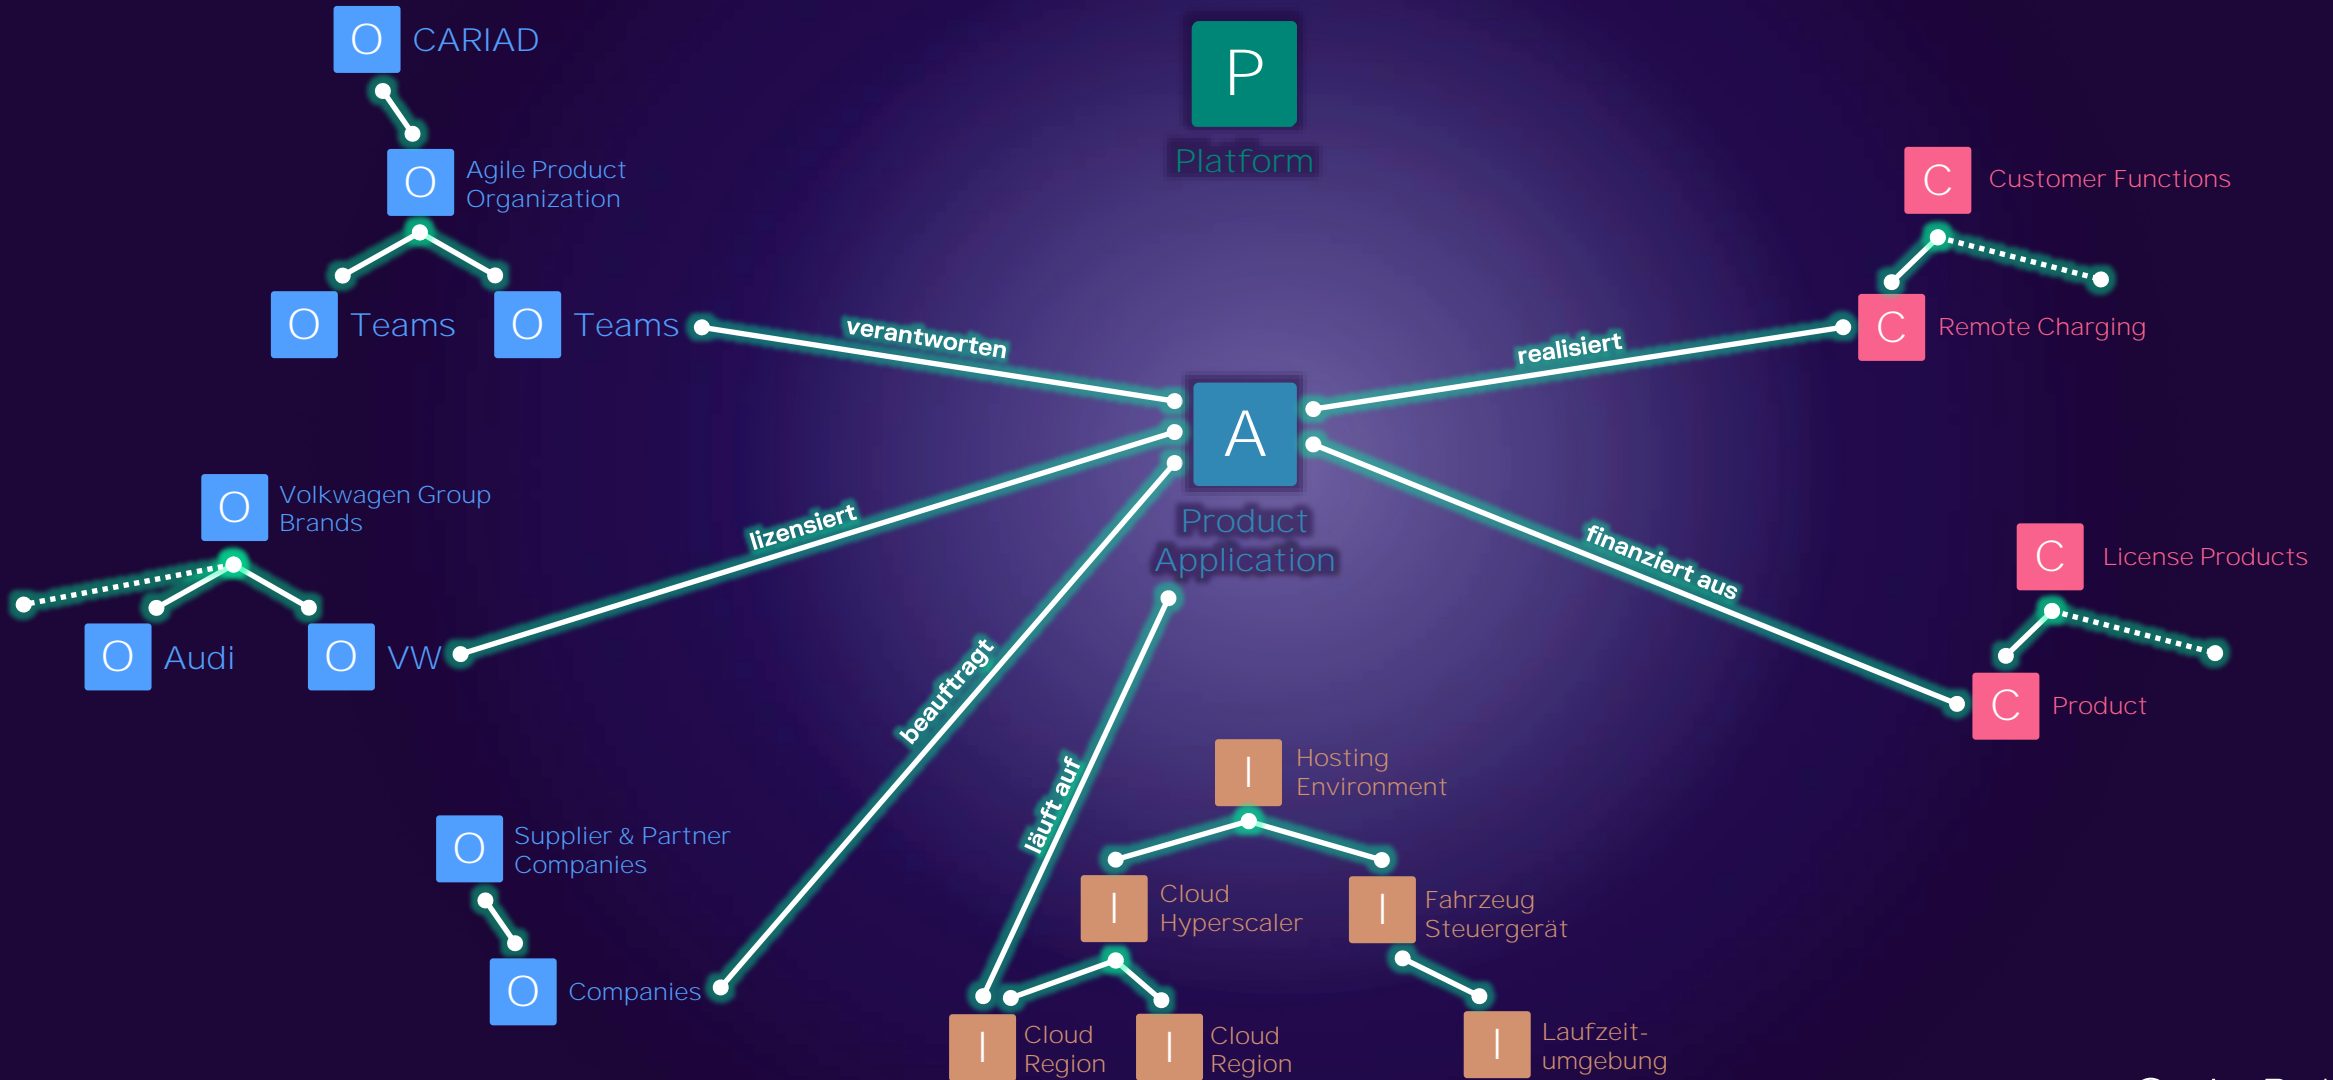 O CARIAD
P
Platform
O Agile Product
Organization
O Teams
O Teams
verantworten
C Customer Functions
C Remote Charging
realisiert
A
Product
Application
O Volkwagen Group
Brands
O Audi
O VW
lizensiert
beauftragt
läuft auf
finanziert aus
C License Products
C Product
O Supplier & Partner
Companies
O Companies
I Hosting
Environment
I Cloud
Hyperscaler
I Fahrzeug
Steuergerät
I Cloud
Region
I Cloud
Region
I Laufzeit-
umgebung